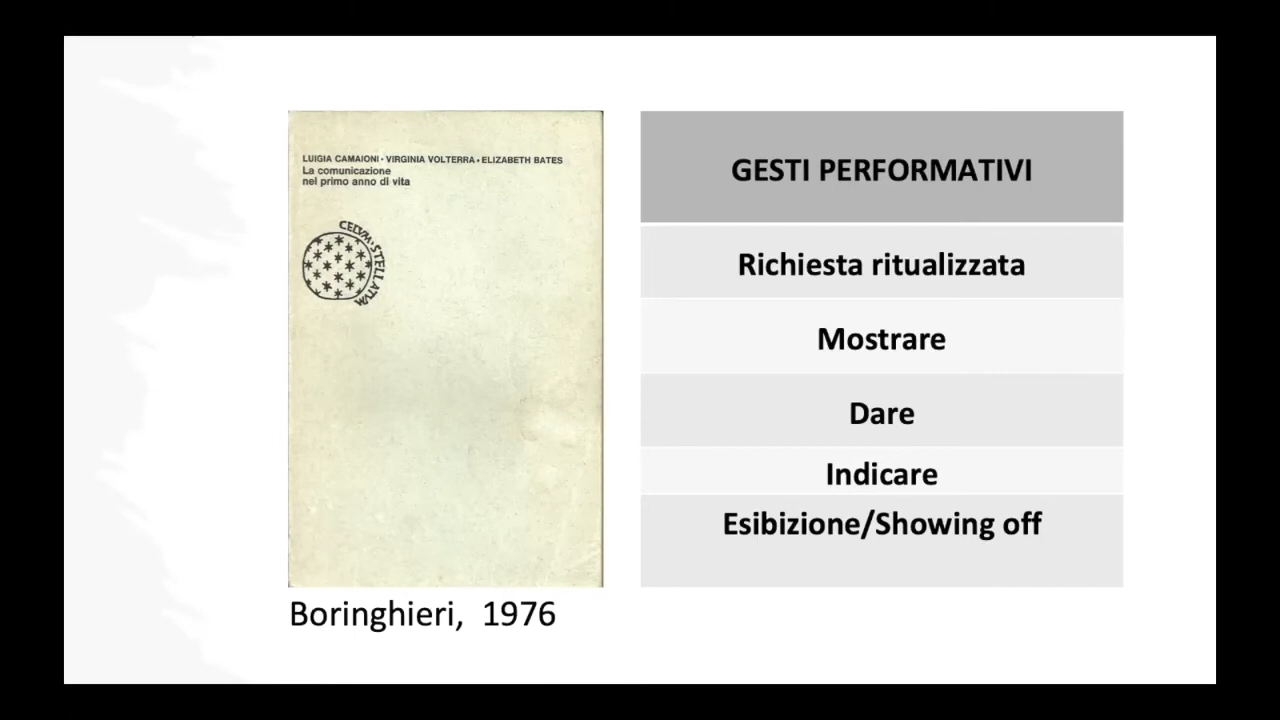 LUIGIA CAMAIONI • VIRGINIA VOLTERRA • ELIZABETH BATES
La comunicazione
nel primo anno di vita
CELVM • STELLATVM
Boringhieri, 1976
GESTI PERFORMATIVI
Richiesta ritualizzata
Mostrare
Dare
Indicare
Esibizione/Showing off